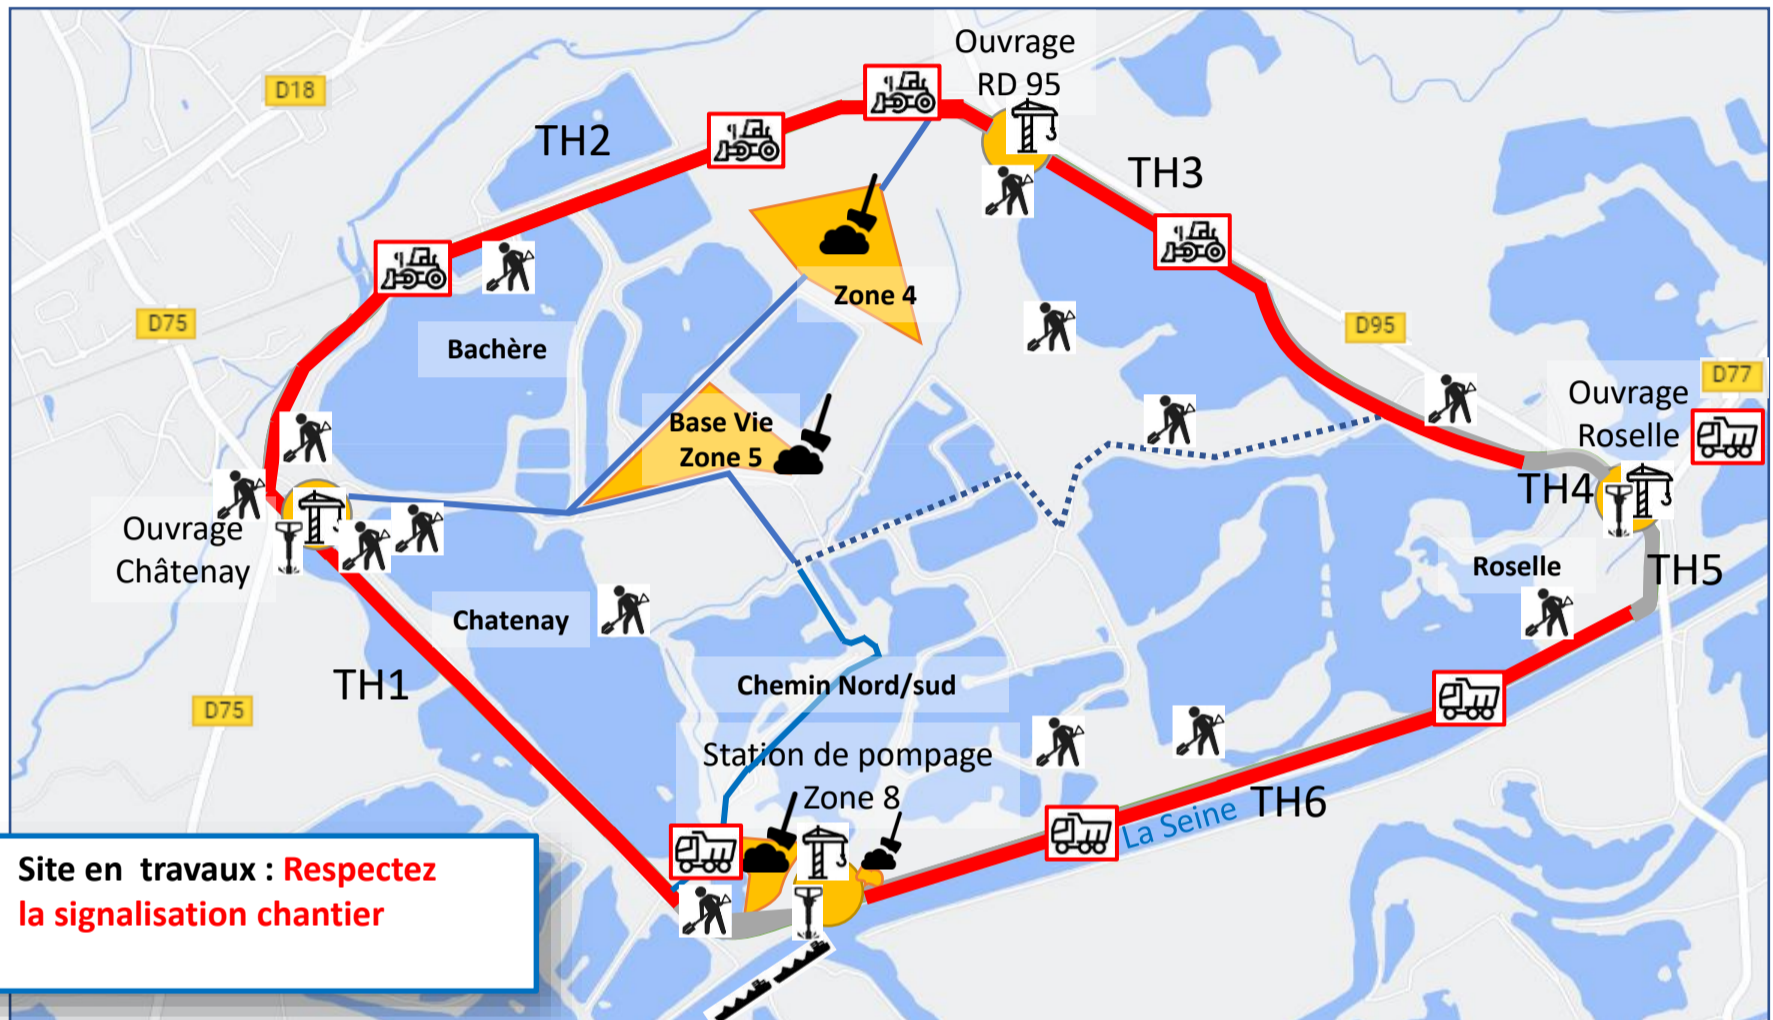 Ouvrage
RD 95
D18
TH2
TH3
Zone 4
D75
Bachère
D95
D77
Ouvrage
Roselle
Base Vie
Zone 5
TH4
Ouvrage
Châtenay
Roselle
TH5
Chatenay
TH1
Chemin Nord/sud
D75
Station de pompage
Zone 8
TH6
La Seine
Site en travaux : Respectez
la signalisation chantier